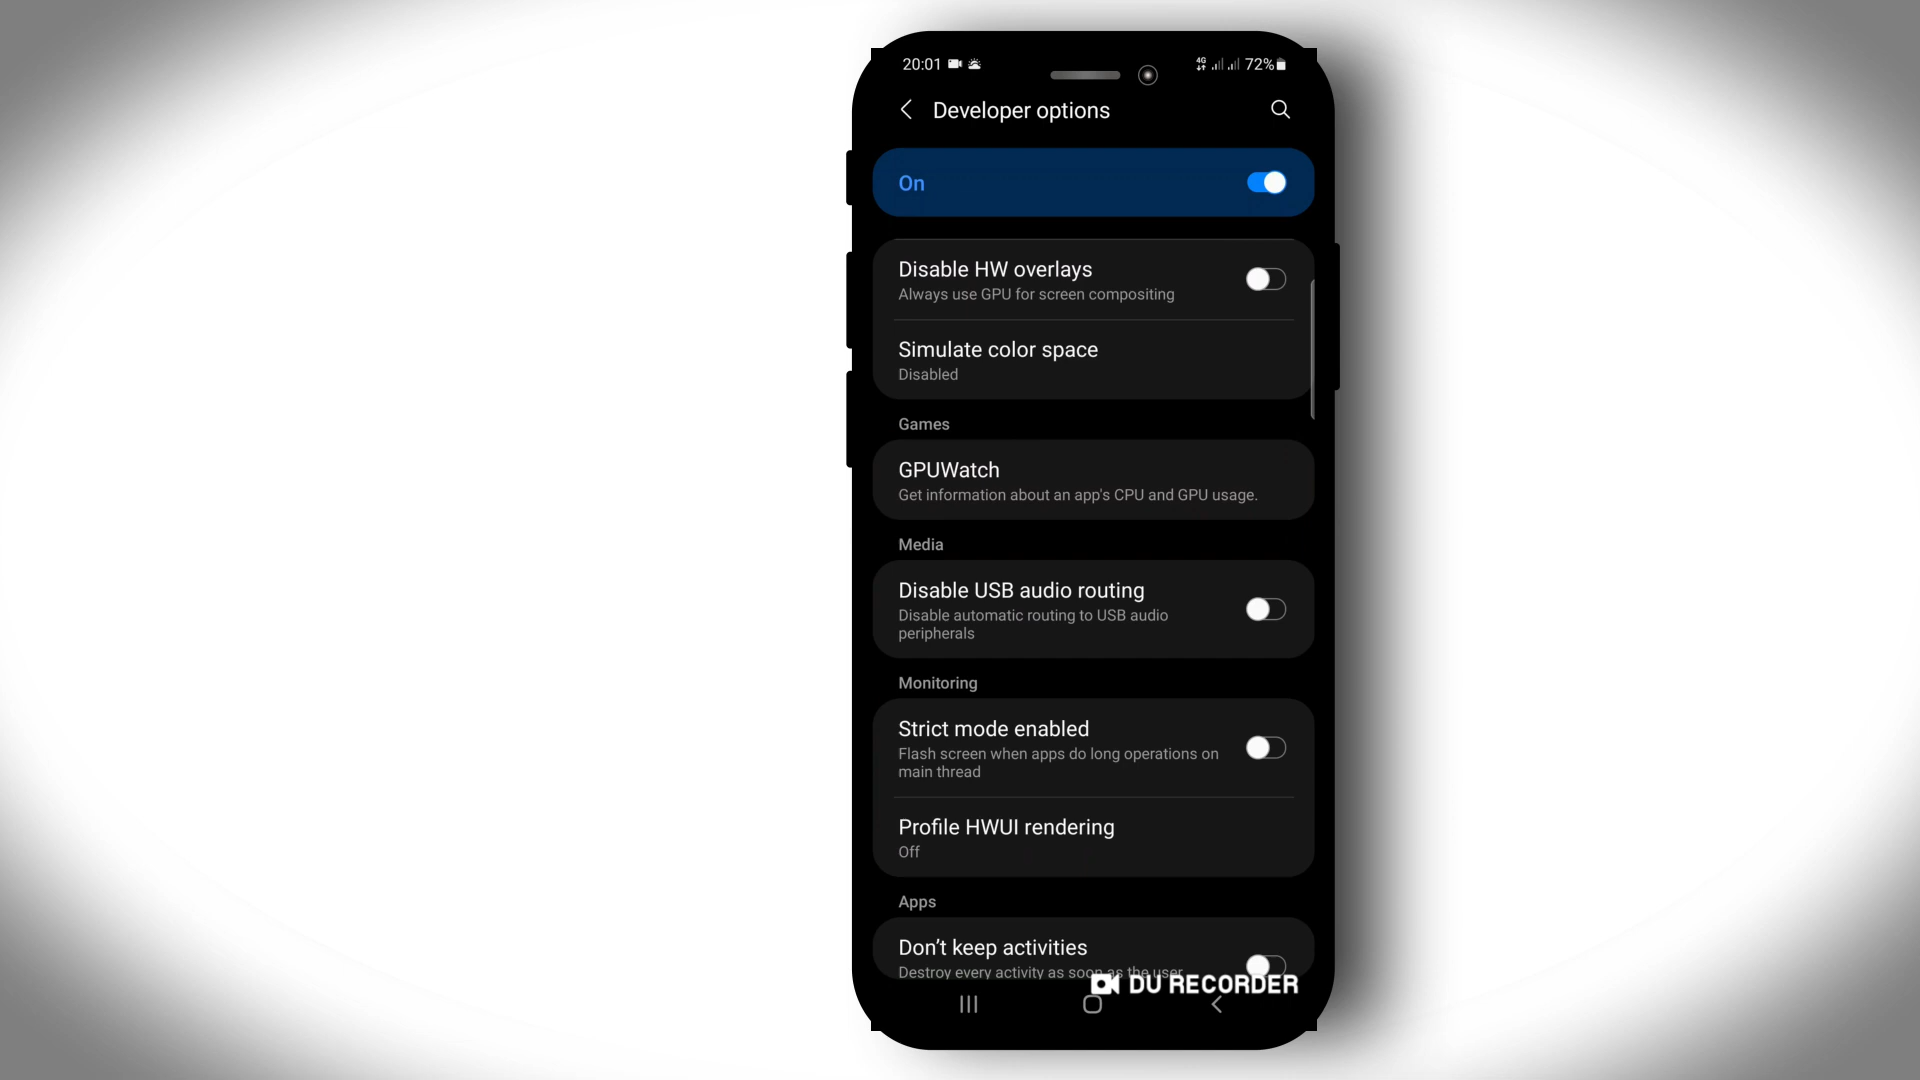 20:01
4G 72%
Developer options
On
Disable HW overlays
Always use GPU for screen compositing
Simulate color space
Disabled
Games
GPUWatch
Get information about an app's CPU and GPU usage.
Media
Disable USB audio routing
Disable automatic routing to USB audio
peripherals
Monitoring
Strict mode enabled
Flash screen when apps do long operations on
main thread
Profile HWUI rendering
Off
Apps
Don't keep activities
Destroy every activity as soon as the user
DU RECORDER